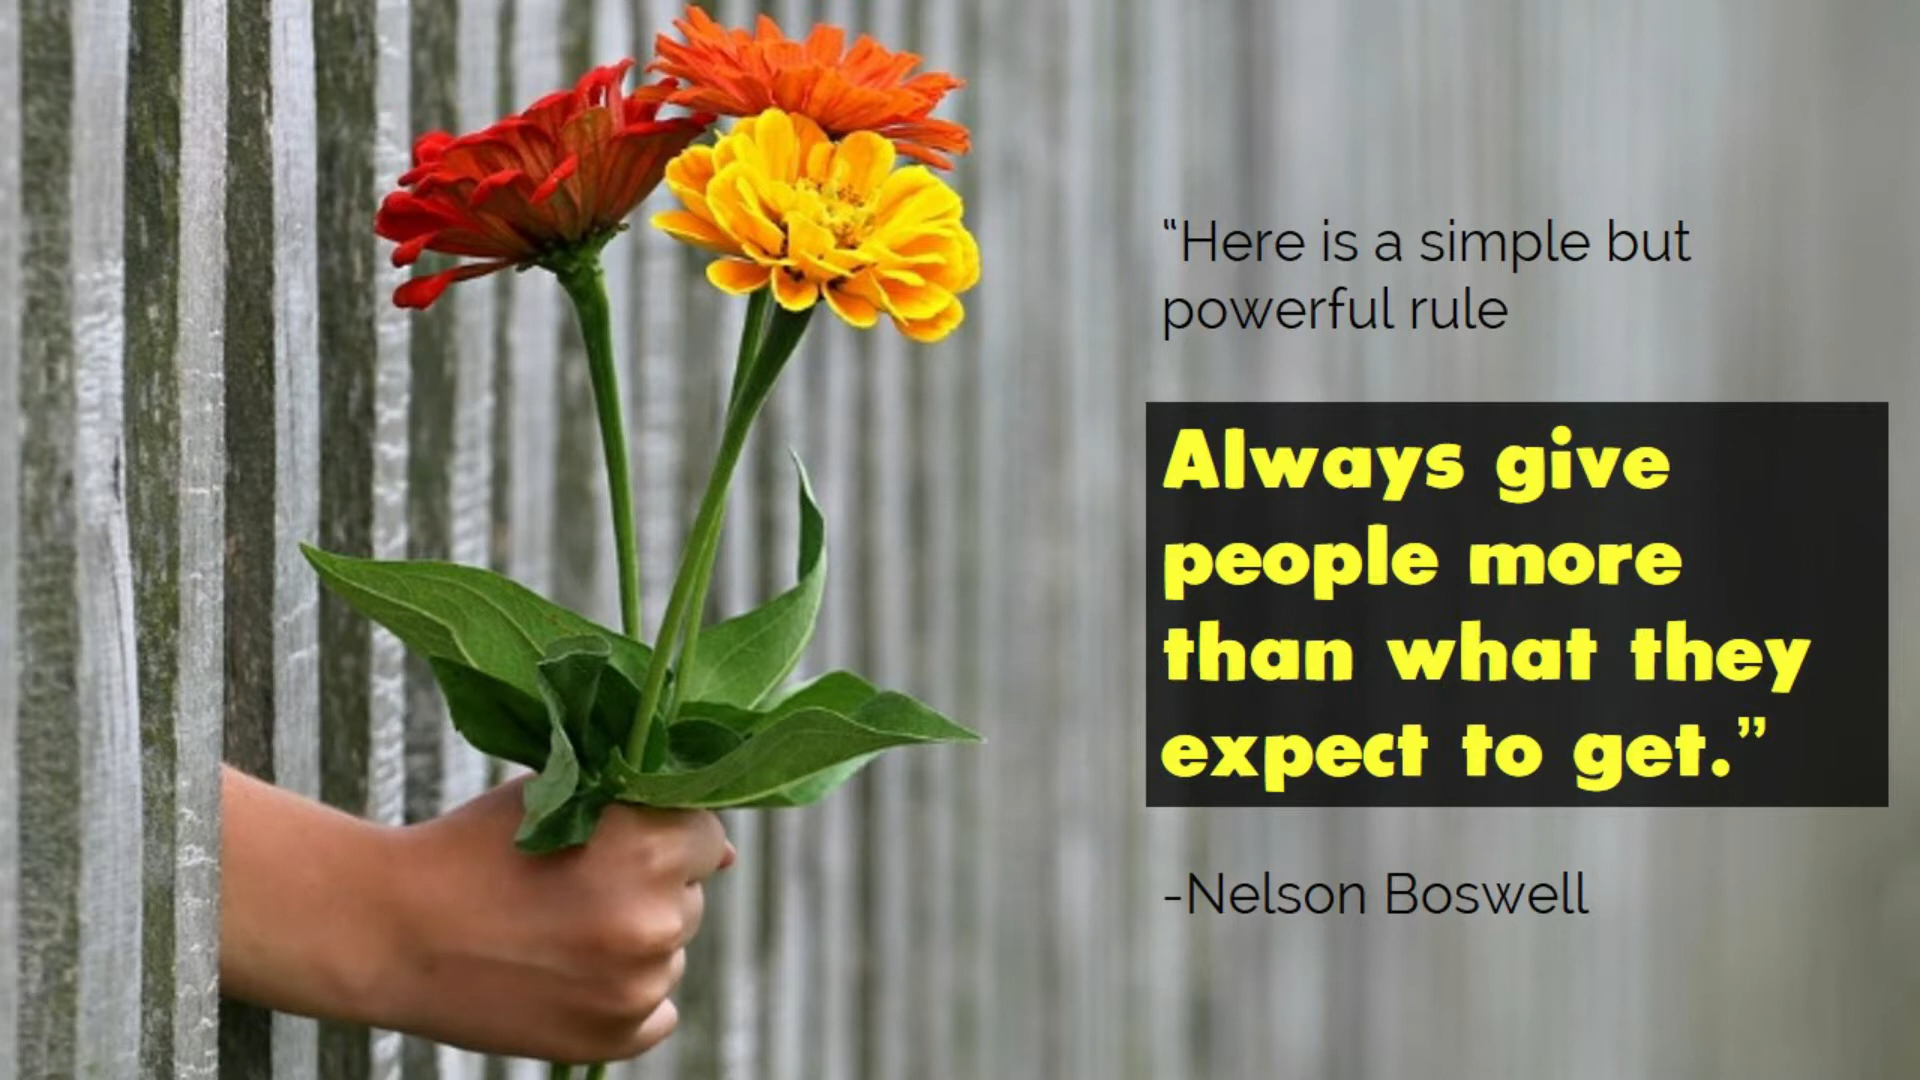 “Here is a simple but
powerful rule
Always give
people more
than what they
expect to get.”
-Nelson Boswell